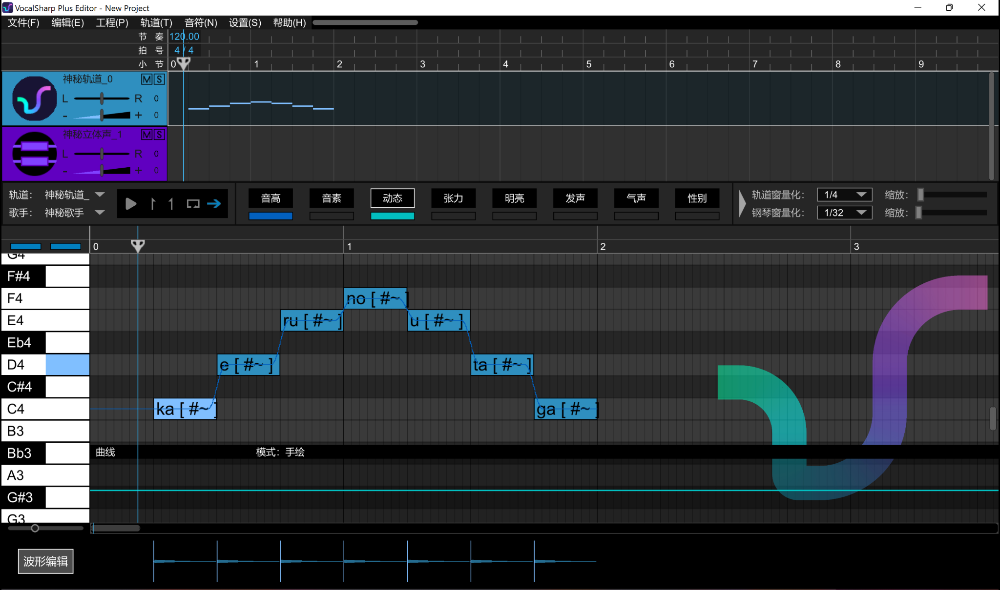 VocalSharp Plus Editor - New Project
文件(F) 编辑(E) 工程(P) 轨道(T) 音符(N) 设置(S) 帮助(H)
节 奏 120.00
拍 号 4 / 4
小 节 0 1 2 3 4 5 6 7 8 9
神秘轨道_0 M S
L R 0
- + 0
神秘立体声_1 M S
L R 0
- + 0
轨道： 神秘轨道_
歌手： 神秘歌手
音高 音素 动态 张力 明亮 发声 气声 性别
轨道窗量化： 1/4 缩放：
钢琴窗量化： 1/32 缩放：
0 1 2 3
G4
F#4
F4 no [ #~ ]
E4 ru [ #~ ] u [ #~ ]
Eb4
D4 e [ #~ ] ta [ #~ ]
C#4
C4 ka [ #~ ] ga [ #~ ]
B3
Bb3 曲线 模式：手绘
A3
G#3
G3
波形编辑